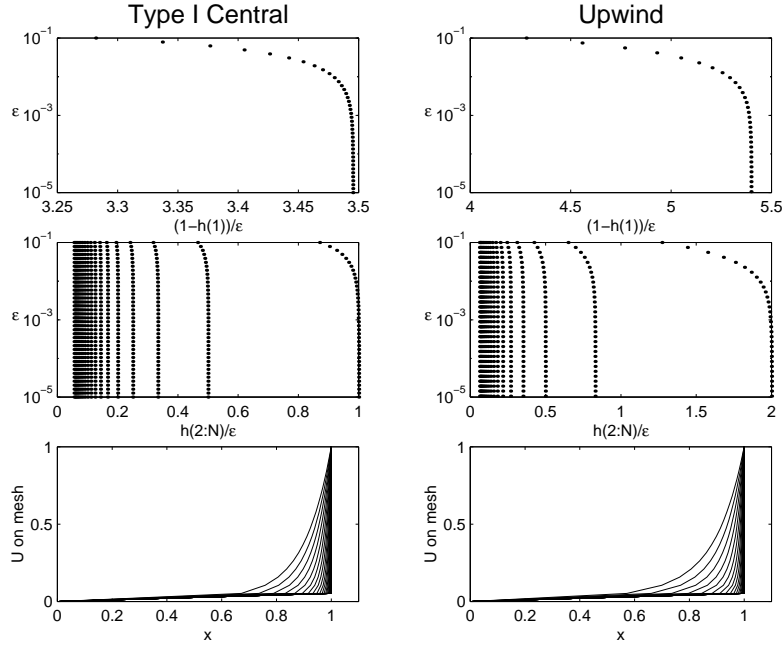 Type I Central
Upwind
10⁻¹
10⁻³
10⁻⁵
ε
3.25 3.3 3.35 3.4 3.45 3.5
(1−h(1))/ε
10⁻¹
10⁻³
10⁻⁵
ε
4 4.5 5 5.5
(1−h(1))/ε
10⁻¹
10⁻³
10⁻⁵
ε
0 0.2 0.4 0.6 0.8 1
h(2:N)/ε
10⁻¹
10⁻³
10⁻⁵
ε
0 0.5 1 1.5 2
h(2:N)/ε
1
0.5
0
U on mesh
0 0.2 0.4 0.6 0.8 1
x
1
0.5
0
U on mesh
0 0.2 0.4 0.6 0.8 1
x